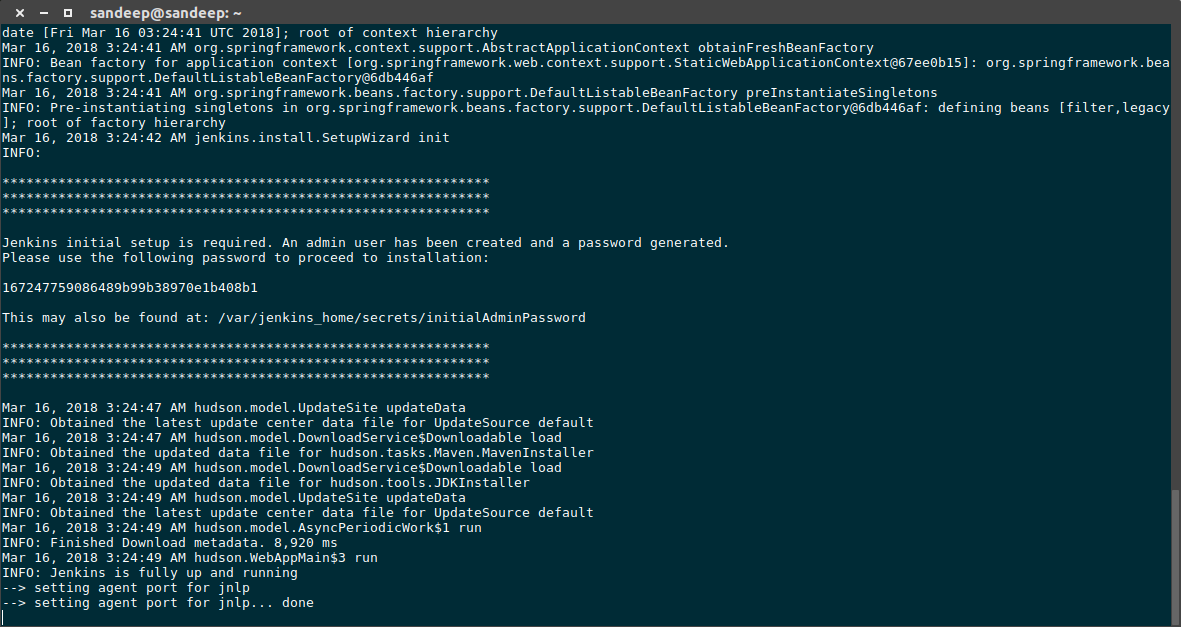 sandeep@sandeep: ~
date [Fri Mar 16 03:24:41 UTC 2018]; root of context hierarchy
Mar 16, 2018 3:24:41 AM org.springframework.context.support.AbstractApplicationContext obtainFreshBeanFactory
INFO: Bean factory for application context [org.springframework.web.context.support.StaticWebApplicationContext@67ee0b15]: org.springframework.bea
ns.factory.support.DefaultListableBeanFactory@6db446af
Mar 16, 2018 3:24:41 AM org.springframework.beans.factory.support.DefaultListableBeanFactory preInstantiateSingletons
INFO: Pre-instantiating singletons in org.springframework.beans.factory.support.DefaultListableBeanFactory@6db446af: defining beans [filter,legacy
]; root of factory hierarchy
Mar 16, 2018 3:24:42 AM jenkins.install.SetupWizard init
INFO:
*************************************************************
*************************************************************
*************************************************************
Jenkins initial setup is required. An admin user has been created and a password generated.
Please use the following password to proceed to installation:
167247759086489b99b38970e1b408b1
This may also be found at: /var/jenkins_home/secrets/initialAdminPassword
*************************************************************
*************************************************************
*************************************************************
Mar 16, 2018 3:24:47 AM hudson.model.UpdateSite updateData
INFO: Obtained the latest update center data file for UpdateSource default
Mar 16, 2018 3:24:47 AM hudson.model.DownloadService$Downloadable load
INFO: Obtained the updated data file for hudson.tasks.Maven.MavenInstaller
Mar 16, 2018 3:24:49 AM hudson.model.DownloadService$Downloadable load
INFO: Obtained the updated data file for hudson.tools.JDKInstaller
Mar 16, 2018 3:24:49 AM hudson.model.UpdateSite updateData
INFO: Obtained the latest update center data file for UpdateSource default
Mar 16, 2018 3:24:49 AM hudson.model.AsyncPeriodicWork$1 run
INFO: Finished Download metadata. 8,920 ms
Mar 16, 2018 3:24:49 AM hudson.WebAppMain$3 run
INFO: Jenkins is fully up and running
--> setting agent port for jnlp
--> setting agent port for jnlp... done